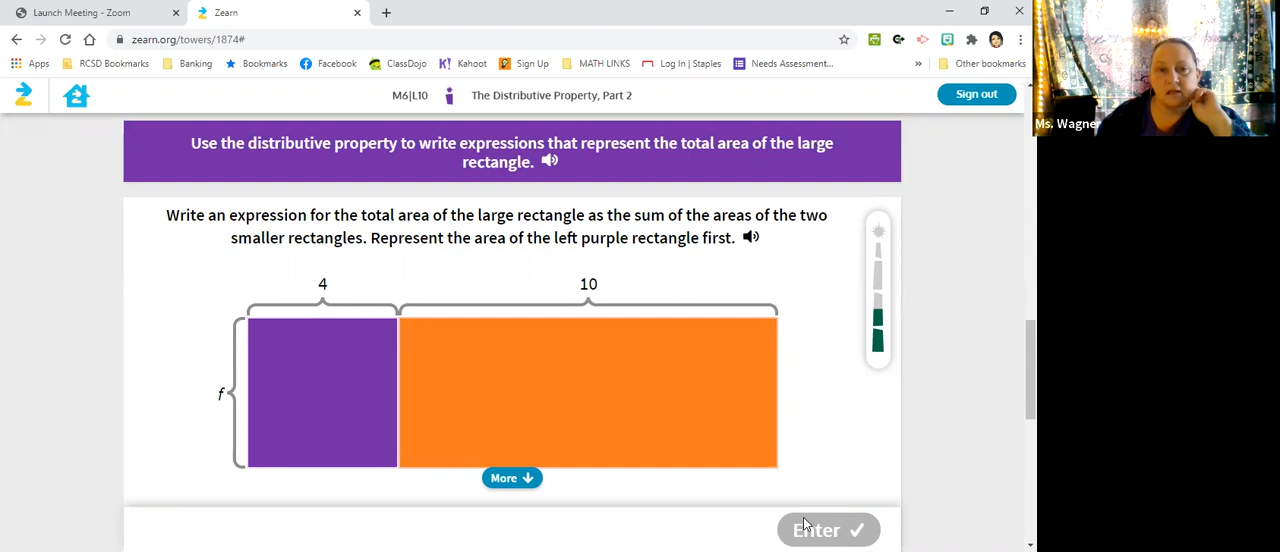 Launch Meeting - Zoom
Zearn
zearn.org/towers/1874#
Apps RCSD Bookmarks Banking Bookmarks Facebook ClassDojo Kahoot Sign Up MATH LINKS Log In | Staples Needs Assessment... » Other bookmarks
M6|L10 The Distributive Property, Part 2 Sign out
Ms. Wagner
Use the distributive property to write expressions that represent the total area of the large
rectangle.
Write an expression for the total area of the large rectangle as the sum of the areas of the two
smaller rectangles. Represent the area of the left purple rectangle first.
4 10
f
More
Enter